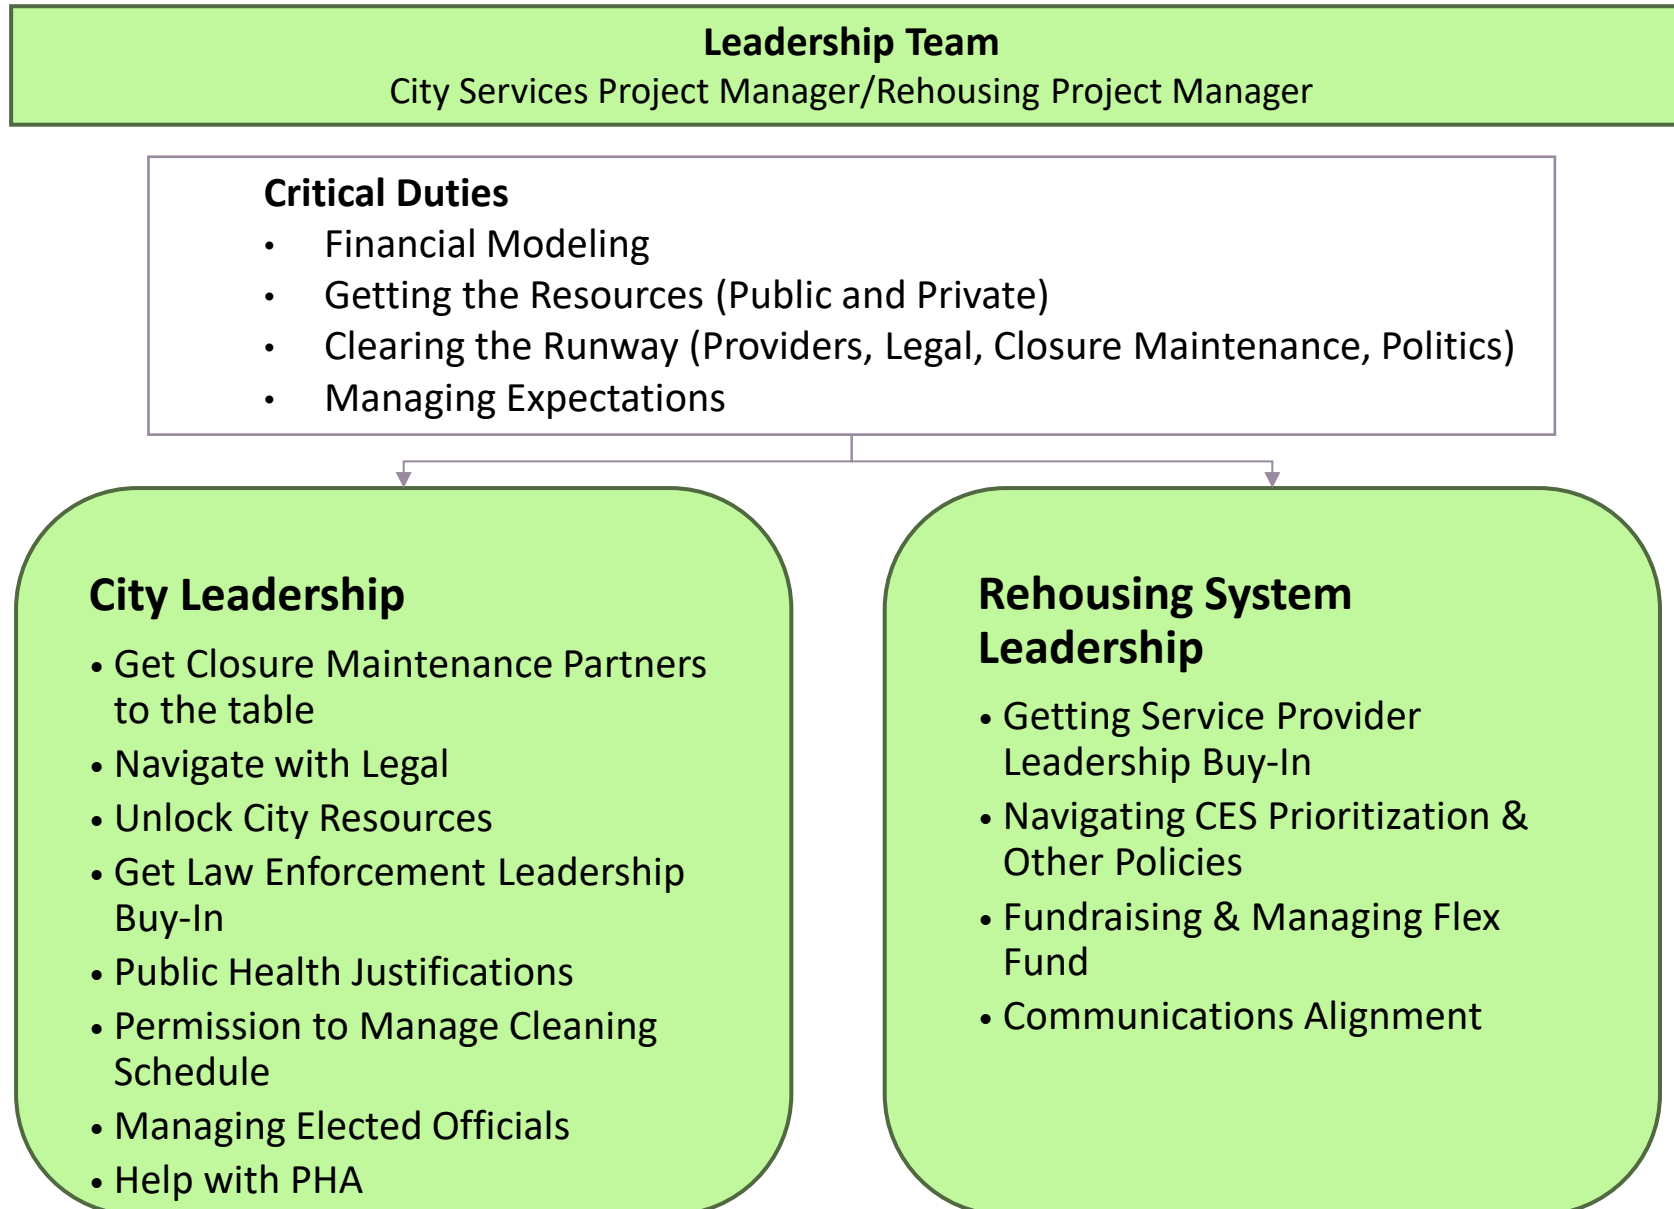 Leadership Team
City Services Project Manager/Rehousing Project Manager
Critical Duties
• Financial Modeling
• Getting the Resources (Public and Private)
• Clearing the Runway (Providers, Legal, Closure Maintenance, Politics)
• Managing Expectations
City Leadership
• Get Closure Maintenance Partners
to the table
• Navigate with Legal
• Unlock City Resources
• Get Law Enforcement Leadership
Buy-In
• Public Health Justifications
• Permission to Manage Cleaning
Schedule
• Managing Elected Officials
• Help with PHA
Rehousing System
Leadership
• Getting Service Provider
Leadership Buy-In
• Navigating CES Prioritization &
Other Policies
• Fundraising & Managing Flex
Fund
• Communications Alignment